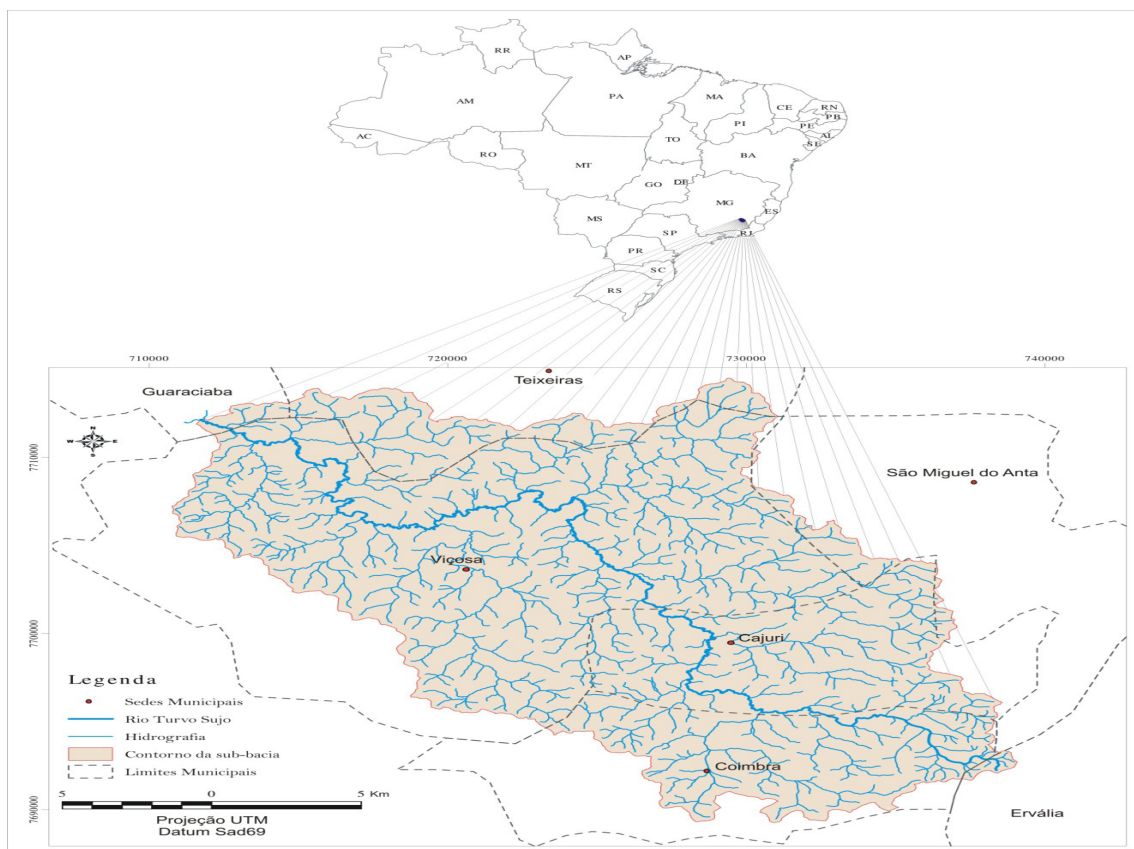 RR
AP
AM
PA
MA
CE
RN
PB
PI
PE
AL
SE
AC
TO
RO
MT
BA
GO
DF
MG
ES
MS
SP
RJ
PR
SC
RS
710000
720000
730000
740000
Guaraciaba
Teixeiras
N
W
E
S
7710000
São Miguel do Anta
Viçosa
7700000
Cajuri
Legenda
Sedes Municipais
Rio Turvo Sujo
Hidrografia
Contorno da sub-bacia
Limites Municipais
Coimbra
5 0 5 Km
7690000
Projeção UTM
Datum Sad69
Ervália